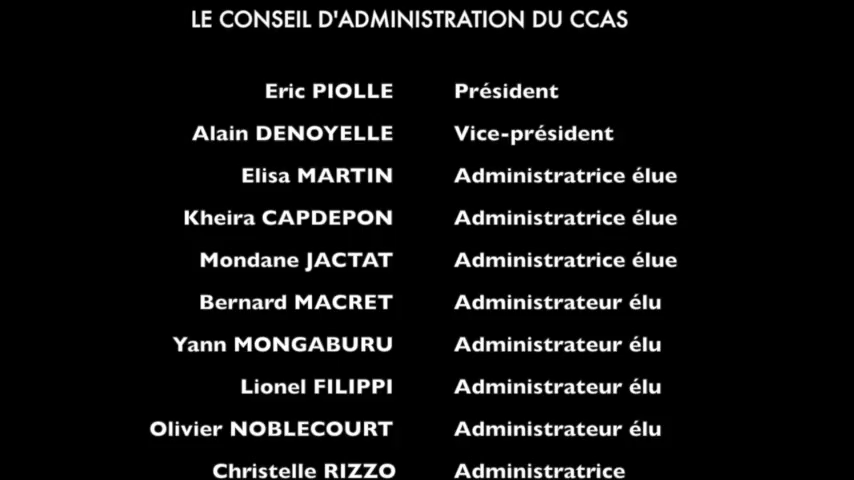 LE CONSEIL D'ADMINISTRATION DU CCAS
Eric PIOLLE Président
Alain DENOYELLE Vice-président
Elisa MARTIN Administratrice élue
Kheira CAPDEPON Administratrice élue
Mondane JACTAT Administratrice élue
Bernard MACRET Administrateur élu
Yann MONGABURU Administrateur élu
Lionel FILIPPI Administrateur élu
Olivier NOBLECOURT Administrateur élu
Christelle RIZZO Administratrice